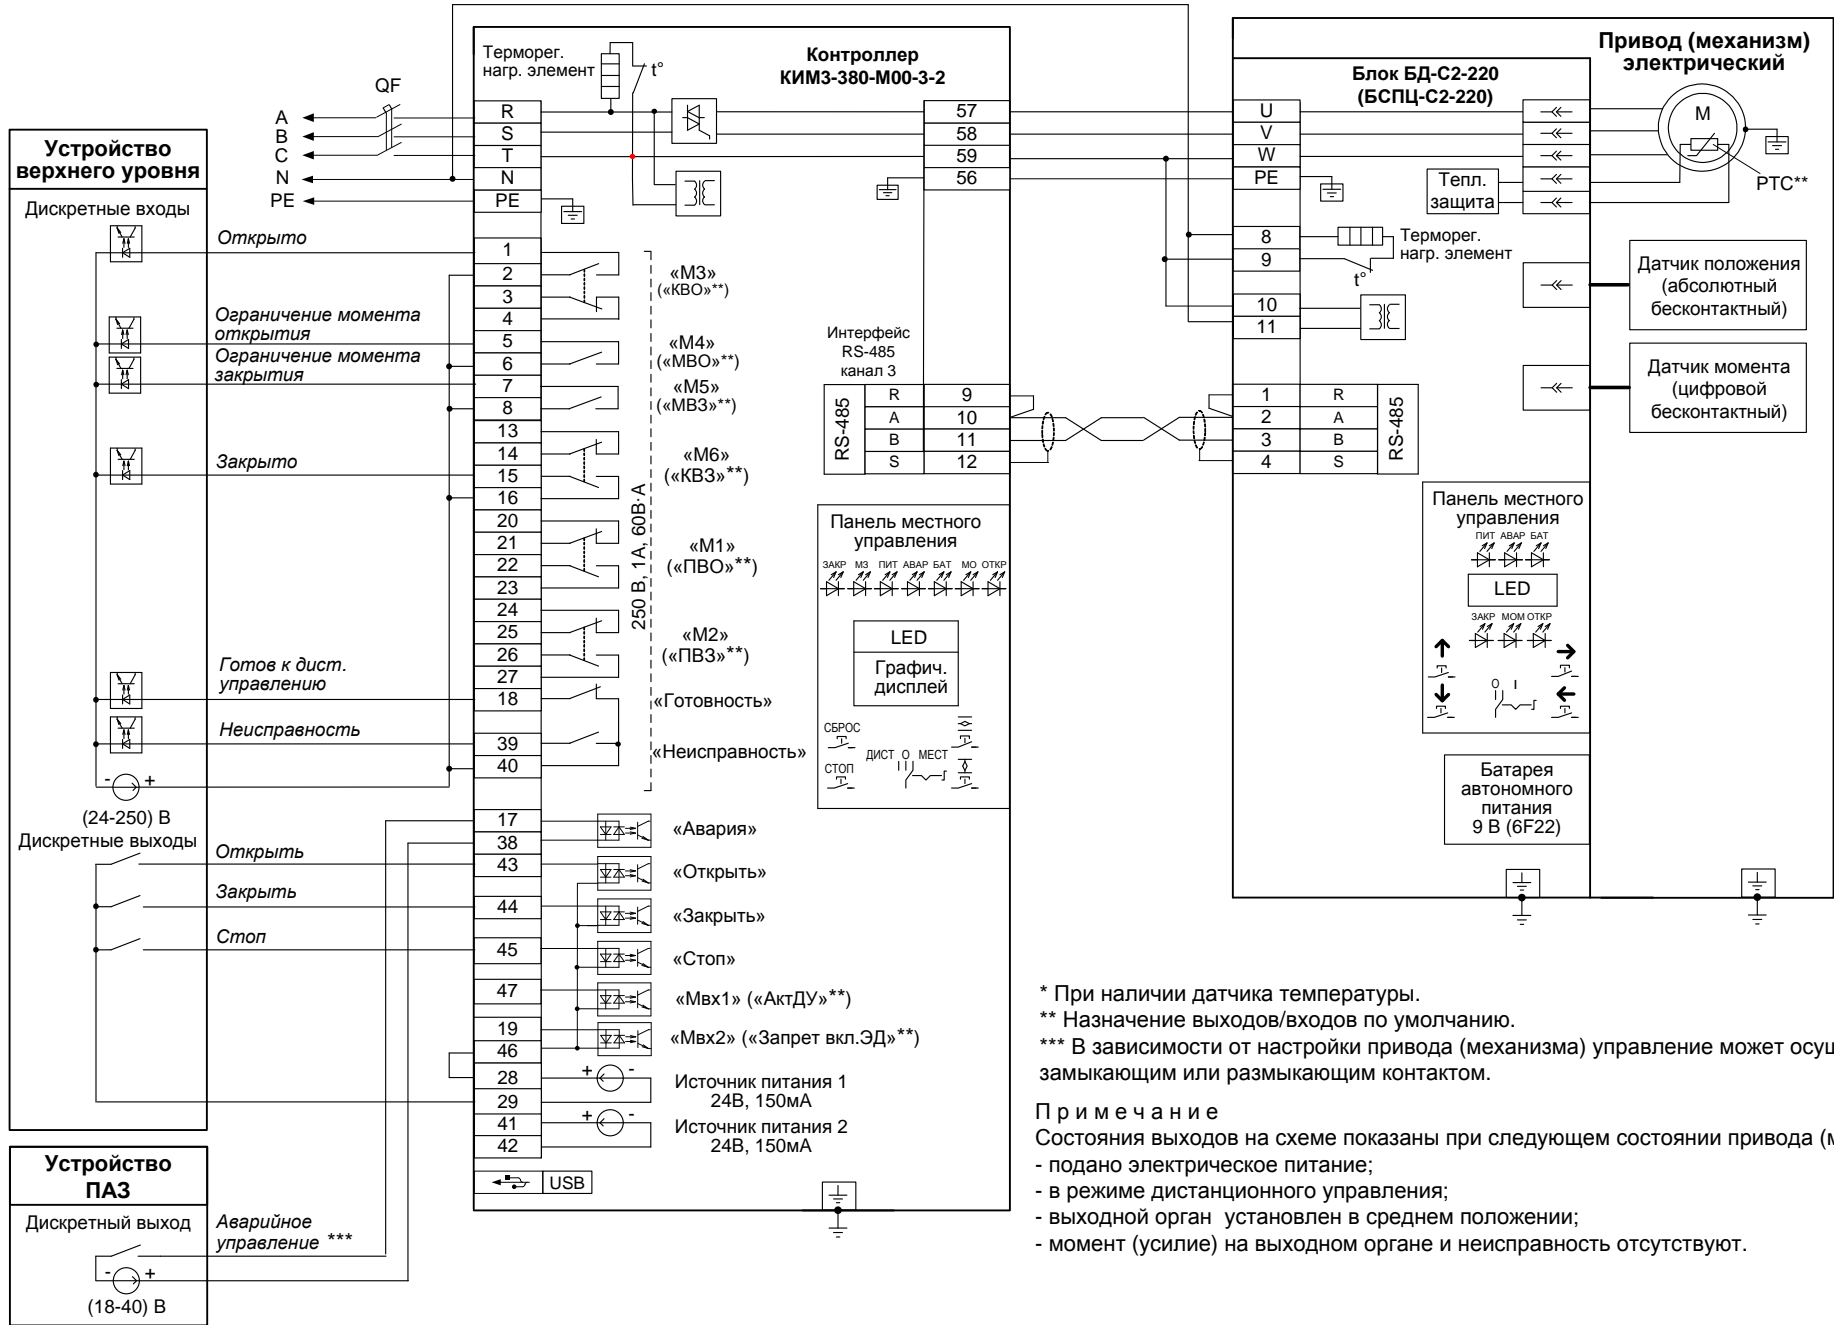 Устройство
верхнего уровня
Дискретные входы
(24-250) В
- +
Дискретные выходы
Устройство
ПАЗ
Дискретный выход
- +
(18-40) В
QF
A
B
C
N
PE
Открыто
Ограничение момента
открытия
Ограничение момента
закрытия
Закрыто
Готов к дист.
управлению
Неисправность
Открыть
Закрыть
Стоп
Аварийное
управление ***
Контроллер
КИМ3-380-М00-3-2
Терморег.
нагр. элемент
t°
R
S
T
N
PE
57
58
59
56
1
2
3
4
5
6
7
8
13
14
15
16
20
21
22
23
24
25
26
27
18
39
40
17
38
43
44
45
47
19
46
28
29
41
42
USB
«М3»
(«КВО»**)
«М4»
(«МВО»**)
«М5»
(«МВЗ»**)
«М6»
(«КВЗ»**)
«М1»
(«ПВО»**)
«М2»
(«ПВЗ»**)
«Готовность»
«Неисправность»
250 В, 1А, 60В·А
«Авария»
«Открыть»
«Закрыть»
«Стоп»
«Мвх1» («АктДУ»**)
«Мвх2» («Запрет вкл.ЭД»**)
+ -
Источник питания 1
24В, 150мА
+ -
Источник питания 2
24В, 150мА
Интерфейс
RS-485
канал 3
RS-485
R 9
A 10
B 11
S 12
Панель местного
управления
ЗАКР МЗ ПИТ АВАР БАТ МО ОТКР
LED
Графич.
дисплей
СБРОС
СТОП
ДИСТ О МЕСТ
Привод (механизм)
электрический
Блок БД-С2-220
(БСПЦ-С2-220)
U
V
W
PE
8
9
10
11
Тепл.
защита
M
PTC**
Терморег.
нагр. элемент
t°
Датчик положения
(абсолютный
бесконтактный)
Датчик момента
(цифровой
бесконтактный)
1 R
2 A
3 B
4 S
RS-485
Панель местного
управления
ПИТ АВАР БАТ
LED
ЗАКР МОМ ОТКР
O I
Батарея
автономного
питания
9 В (6F22)
* При наличии датчика температуры.
** Назначение выходов/входов по умолчанию.
*** В зависимости от настройки привода (механизма) управление может осущ
замыкающим или размыкающим контактом.
П р и м е ч а н и е
Состояния выходов на схеме показаны при следующем состоянии привода (м
- подано электрическое питание;
- в режиме дистанционного управления;
- выходной орган установлен в среднем положении;
- момент (усилие) на выходном органе и неисправность отсутствуют.